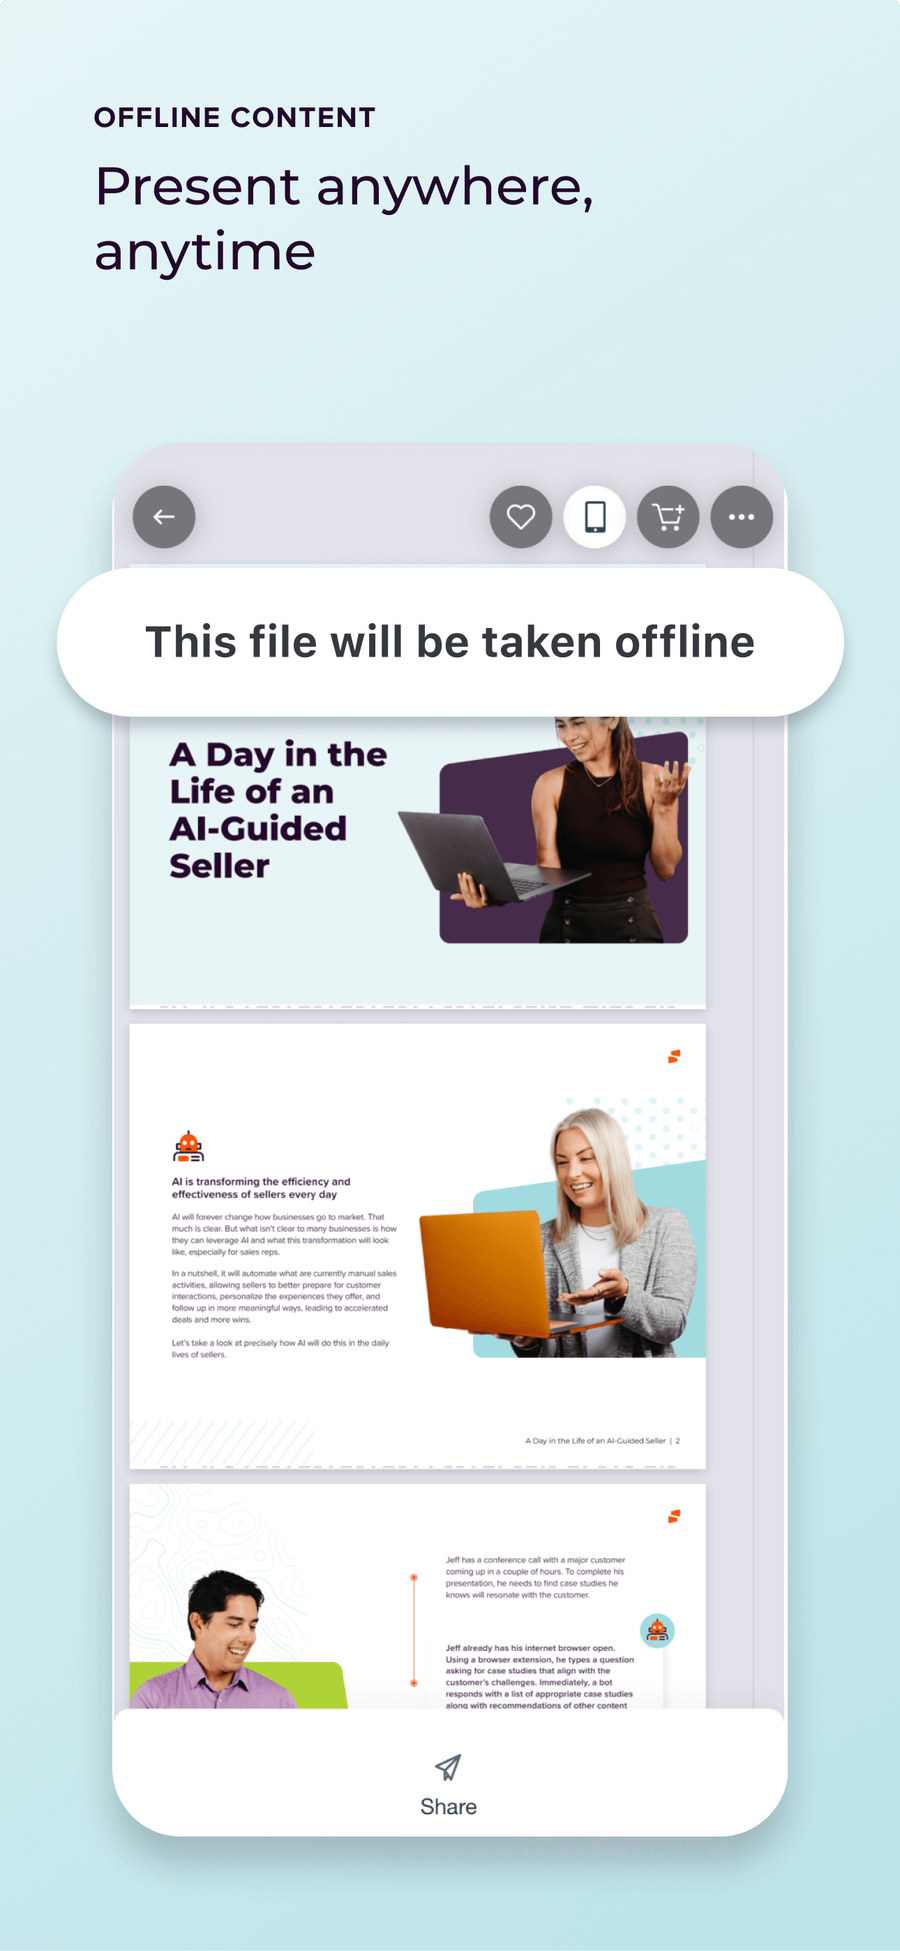 OFFLINE CONTENT
Present anywhere,
anytime
This file will be taken offline
A Day in the
Life of an
AI-Guided
Seller
AI is transforming the efficiency and
effectiveness of sellers every day
AI will forever change how businesses go to market. That
much is clear. But what isn't clear to many businesses is how
they can leverage AI and what this transformation will look
like, especially for sales reps.
In a nutshell, it will automate what are currently manual sales
activities, allowing sellers to better prepare for customer
interactions, personalize the experiences they offer, and
follow up in more meaningful ways, leading to accelerated
deals and more wins.
Let's take a look at precisely how AI will do this in the daily
lives of sellers.
A Day in the Life of an AI-Guided Seller | 2
Jeff has a conference call with a major customer
coming up in a couple of hours. To complete his
presentation, he needs to find case studies he
knows will resonate with the customer.
Jeff already has his internet browser open.
Using a browser extension, he types a question
asking for case studies that align with the
customer's challenges. Immediately, a bot
responds with a list of appropriate case studies
along with recommendations of other content
Share